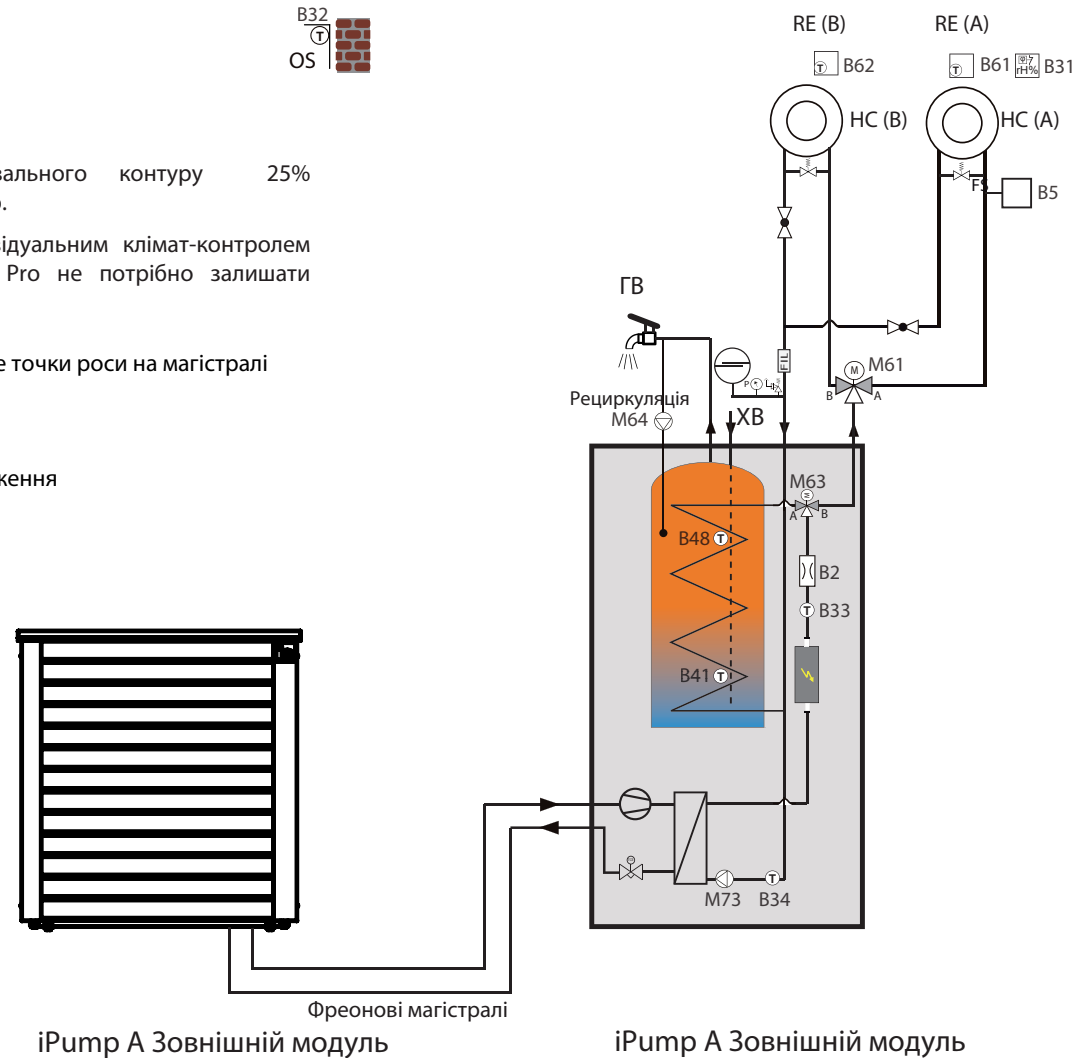 B32
T
OS
RE (B)
RE (A)
T
B62
T
B61
rH%
B31
HC (B)
HC (A)
вального контуру 25%
відуальним клімат-контролем
Pro не потрібно залишати
FS
B5
ГВ
е точки роси на магістралі
FIL
M
M61
P
B
A
Рециркуляція
M64
ХВ
ження
M63
M
A
B
B48
T
B2
T
B33
B41
T
M73
T
B34
Фреонові магістралі
iPump A Зовнішній модуль
iPump A Зовнішній модуль